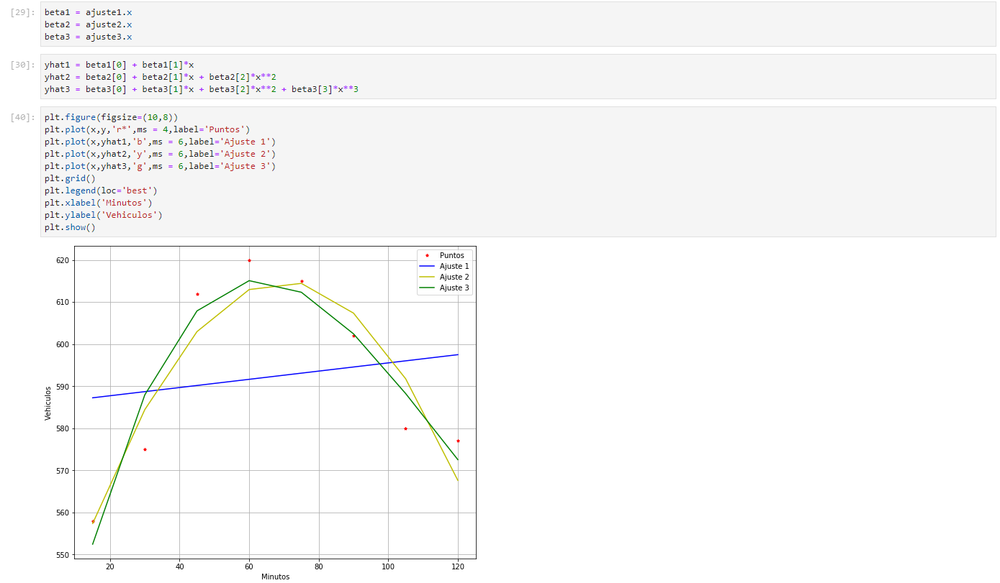 [29]: beta1 = ajuste1.x
beta2 = ajuste2.x
beta3 = ajuste3.x
[30]: yhat1 = beta1[0] + beta1[1]*x
yhat2 = beta2[0] + beta2[1]*x + beta2[2]*x**2
yhat3 = beta3[0] + beta3[1]*x + beta3[2]*x**2 + beta3[3]*x**3
[40]: plt.figure(figsize=(10,8))
plt.plot(x,y,'r*',ms = 4,label='Puntos')
plt.plot(x,yhat1,'b',ms = 6,label='Ajuste 1')
plt.plot(x,yhat2,'y',ms = 6,label='Ajuste 2')
plt.plot(x,yhat3,'g',ms = 6,label='Ajuste 3')
plt.grid()
plt.legend(loc='best')
plt.xlabel('Minutos')
plt.ylabel('Vehiculos')
plt.show()
Puntos
Ajuste 1
Ajuste 2
Ajuste 3
620
610
600
590
580
570
560
550
Vehiculos
20 40 60 80 100 120
Minutos